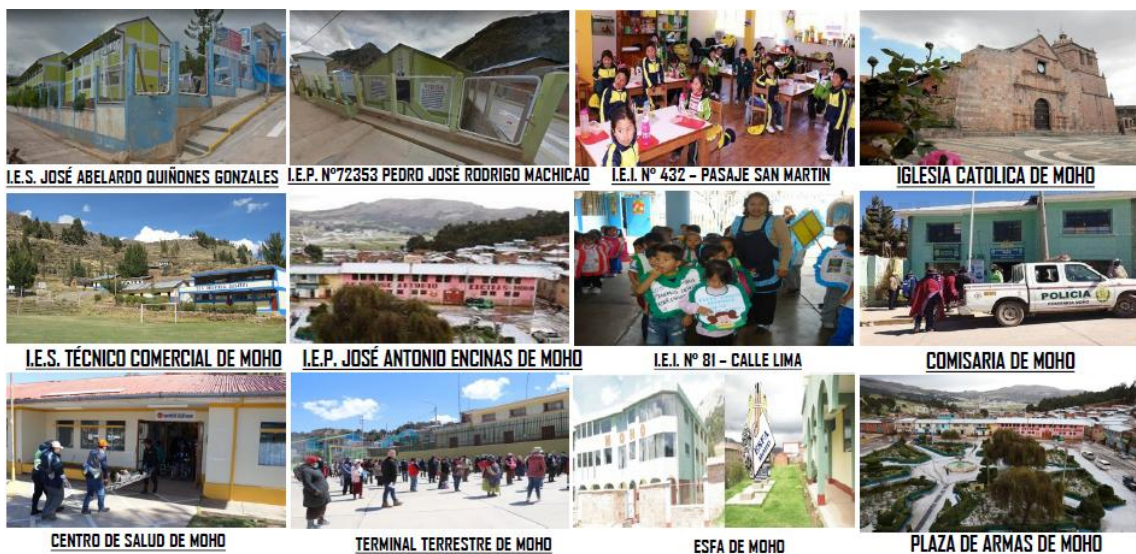 I.E.S. JOSÉ ABELARDO QUIÑONES GONZALES
I.E.P. N°72353 PEDRO JOSÉ RODRIGO MACHICAO
I.E.I. N° 432 – PASAJE SAN MARTIN
IGLESIA CATOLICA DE MOHO
POLICIA
I.E.S. TÉCNICO COMERCIAL DE MOHO
I.E.P. JOSÉ ANTONIO ENCINAS DE MOHO
I.E.I. N° 81 – CALLE LIMA
COMISARIA DE MOHO
MOHO
ESFA
CENTRO DE SALUD DE MOHO
TERMINAL TERRESTRE DE MOHO
ESFA DE MOHO
PLAZA DE ARMAS DE MOHO